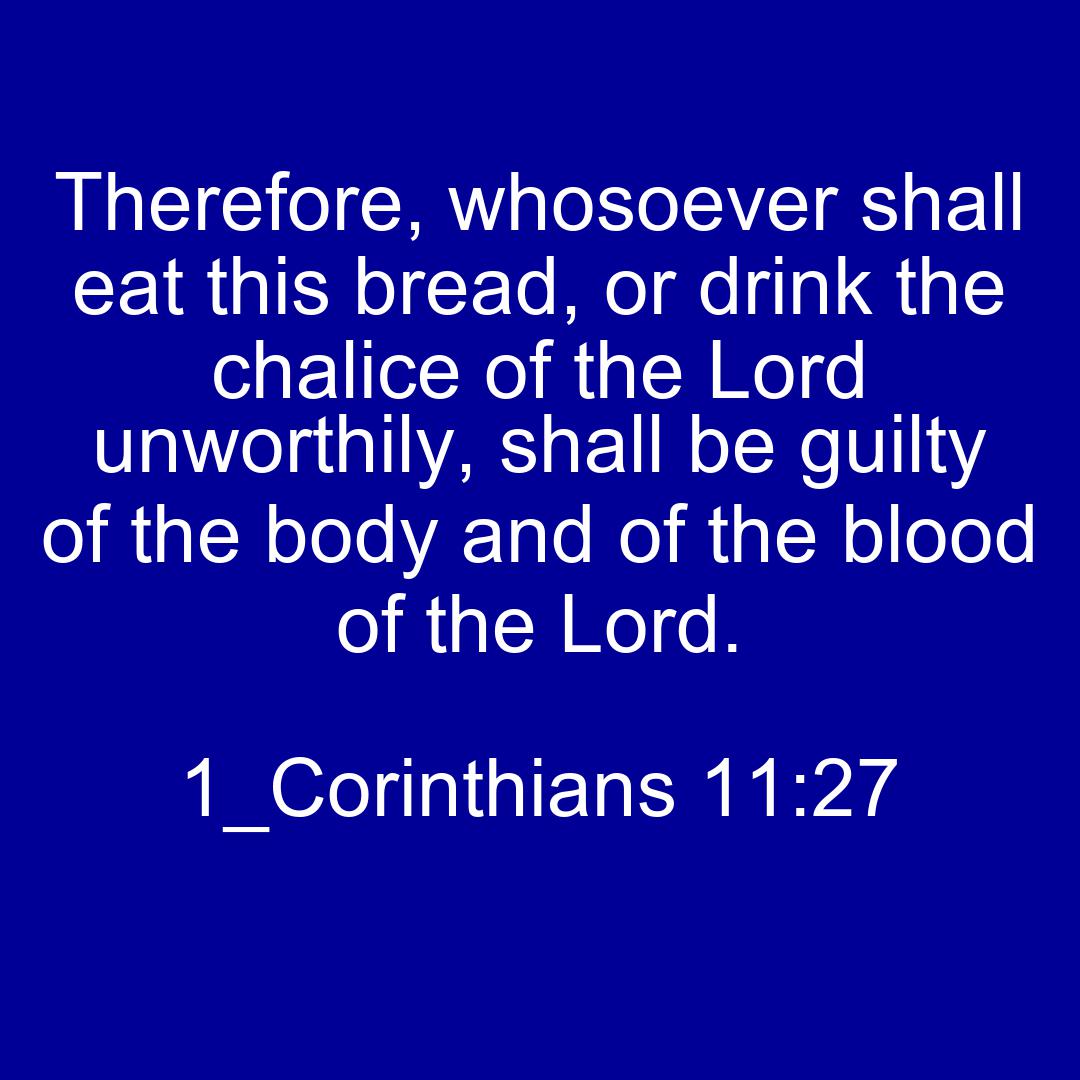 Therefore, whosoever shall
eat this bread, or drink the
chalice of the Lord
unworthily, shall be guilty
of the body and of the blood
of the Lord.
1_Corinthians 11:27